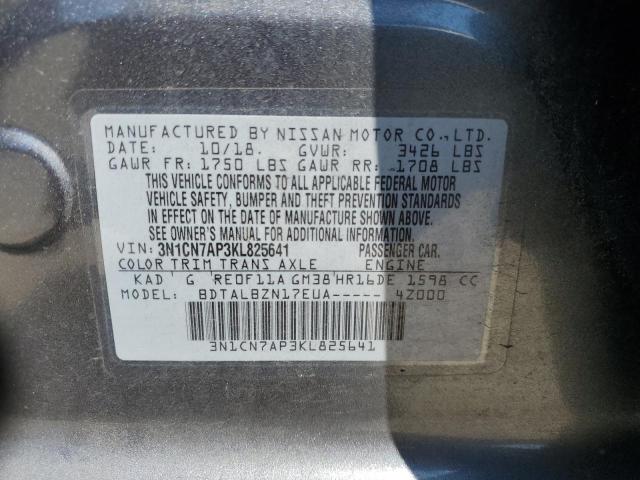 MANUFACTURED BY NISSAN MOTOR CO.,LTD.
DATE: 10/18. GVWR: 3426 LBS
GAWR FR: 1750 LBS GAWR RR: 1708 LBS
THIS VEHICLE CONFORMS TO ALL APPLICABLE FEDERAL MOTOR
VEHICLE SAFETY, BUMPER AND THEFT PREVENTION STANDARDS
IN EFFECT ON THE DATE OF MANUFACTURE SHOWN ABOVE.
SEE OWNER'S MANUAL FOR ADDITIONAL INFORMATION.
VIN: 3N1CN7AP3KL825641 PASSENGER CAR.
COLOR TRIM TRANS AXLE ENGINE
KAD G RE0F11A GM38 HR16DE 1598 CC
MODEL: BDTALBZN17EUA----- 4Z000
3N1CN7AP3KL825641